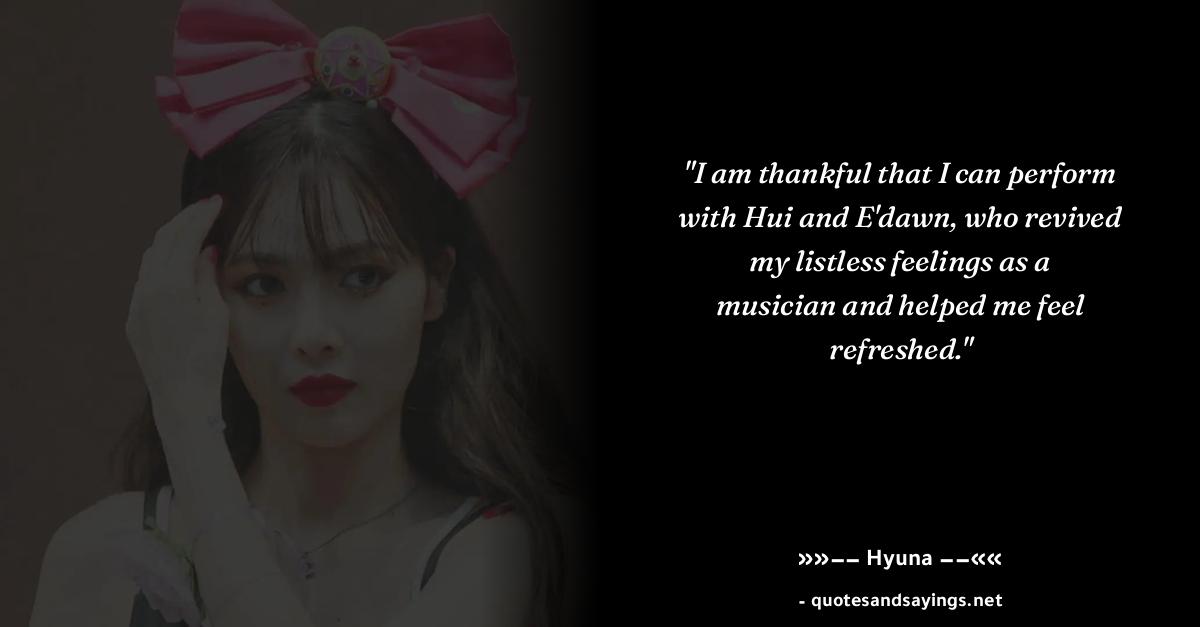 "I am thankful that I can perform
with Hui and E'dawn, who revived
my listless feelings as a
musician and helped me feel
refreshed."
»»−− Hyuna −−««
- quotesandsayings.net